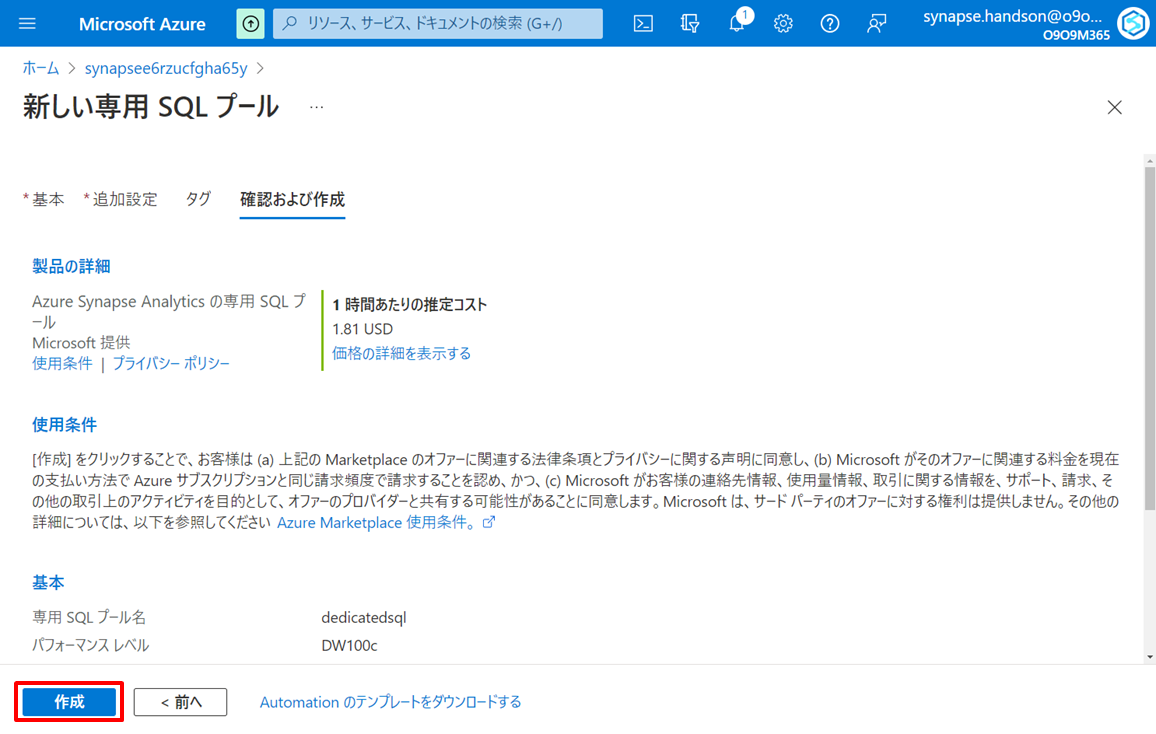 Microsoft Azure
リソース、サービス、ドキュメントの検索 (G+/)
1
synapse.handson@o9o...
O9O9M365
ホーム > synapsee6rzucfgha65y >
新しい専用 SQL プール ...
* 基本 * 追加設定 タグ 確認および作成
製品の詳細
Azure Synapse Analytics の専用 SQL プ
ール
Microsoft 提供
使用条件 | プライバシー ポリシー
1 時間あたりの推定コスト
1.81 USD
価格の詳細を表示する
使用条件
[作成] をクリックすることで、お客様は (a) 上記の Marketplace のオファーに関連する法律条項とプライバシーに関する声明に同意し、(b) Microsoft がそのオファーに関連する料金を現在
の支払い方法で Azure サブスクリプションと同じ請求頻度で請求することを認め、かつ、(c) Microsoft がお客様の連絡先情報、使用量情報、取引に関する情報を、サポート、請求、そ
の他の取引上のアクティビティを目的として、オファーのプロバイダーと共有する可能性があることに同意します。Microsoft は、サード パーティのオファーに対する権利は提供しません。その他の
詳細については、以下を参照してください Azure Marketplace 使用条件。
基本
専用 SQL プール名 dedicatedsql
パフォーマンス レベル DW100c
作成 < 前へ Automation のテンプレートをダウンロードする